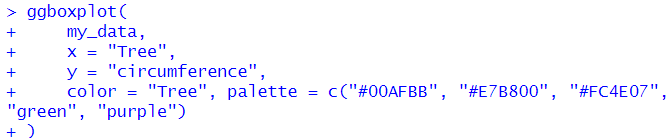 > ggboxplot(
+     my_data,
+     x = "Tree",
+     y = "circumference",
+     color = "Tree", palette = c("#00AFBB", "#E7B800", "#FC4E07",
"green", "purple")
+ )